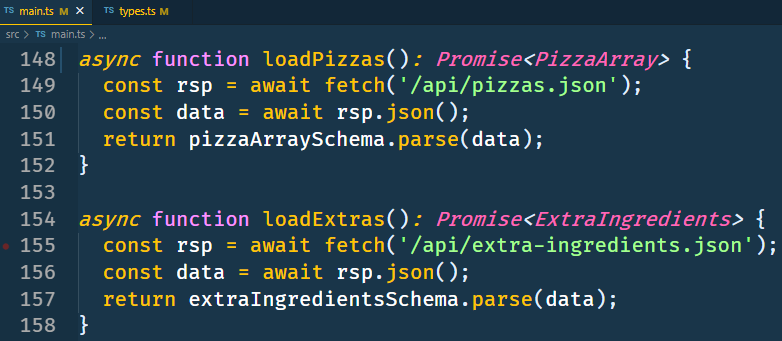 TS main.ts M × TS types.ts M
src > TS main.ts > ...
148 async function loadPizzas(): Promise<PizzaArray> {
149 const rsp = await fetch('/api/pizzas.json');
150 const data = await rsp.json();
151 return pizzaArraySchema.parse(data);
152 }
153
154 async function loadExtras(): Promise<ExtraIngredients> {
155 const rsp = await fetch('/api/extra-ingredients.json');
156 const data = await rsp.json();
157 return extraIngredientsSchema.parse(data);
158 }